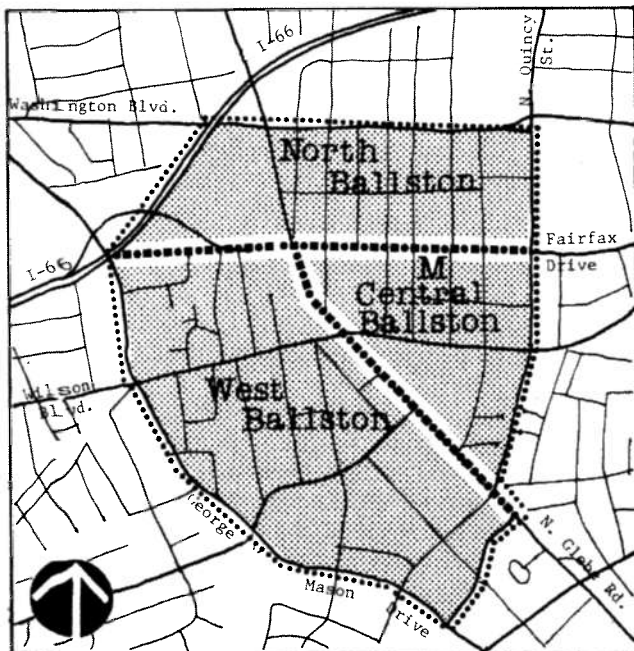 I-66
N. Quincy
St.
Washington Blvd.
North
Ballston
I-66
Fairfax
Drive
M
Central
Ballston
Wilson
Blvd.
West
Ballston
George
Mason
Drive
N. Glebe Rd.